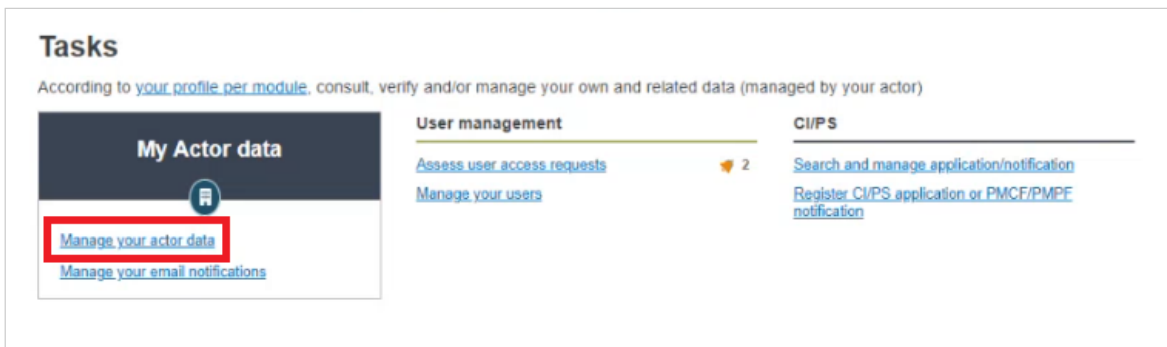 Tasks
According to your profile per module, consult, verify and/or manage your own and related data (managed by your actor)
My Actor data
Manage your actor data
Manage your email notifications
User management
Assess user access requests 2
Manage your users
CI/PS
Search and manage application/notification
Register CI/PS application or PMCF/PMPF
notification